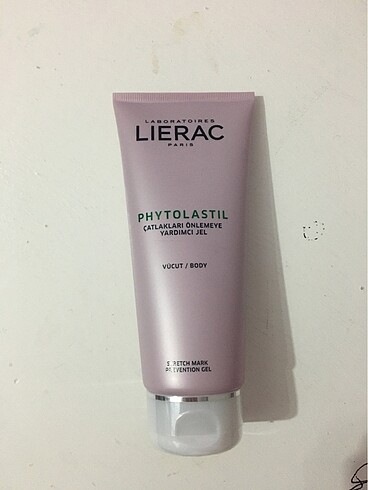 LABORATOIRES
LIERAC
PARIS
PHYTOLASTIL
ÇATLAKLARI ÖNLEMEYE
YARDIMCI JEL
VÜCUT / BODY
STRETCH MARK
PREVENTION GEL